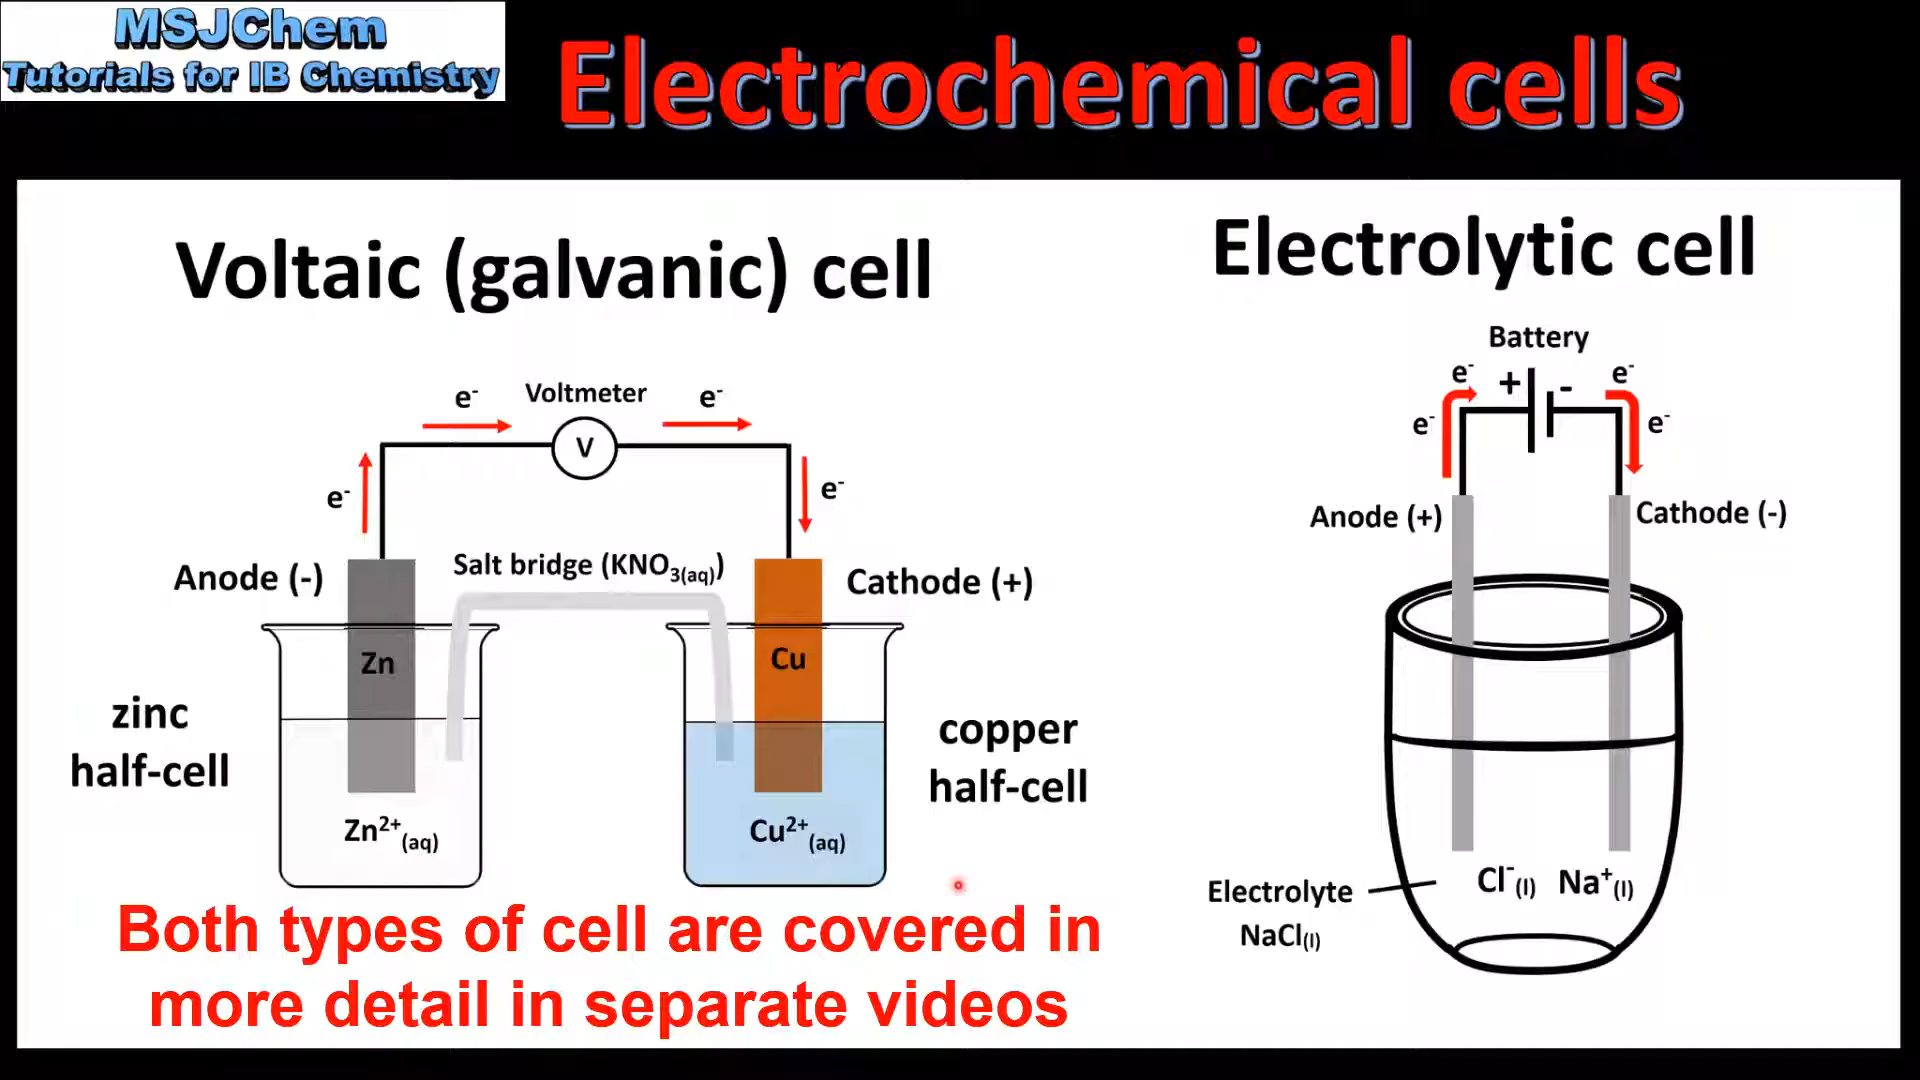 MSJChem
Tutorials for IB Chemistry
Electrochemical cells
Voltaic (galvanic) cell
e⁻
Voltmeter
e⁻
V
e⁻
e⁻
Anode (-)
Salt bridge (KNO₃₍aq₎)
Cathode (+)
Zn
Cu
zinc
half-cell
copper
half-cell
Zn²⁺(aq)
Cu²⁺(aq)
Both types of cell are covered in
more detail in separate videos
Electrolytic cell
Battery
e⁻
+
-
e⁻
e⁻
e⁻
Anode (+)
Cathode (-)
Cl⁻(l)
Na⁺(l)
Electrolyte
NaCl(l)